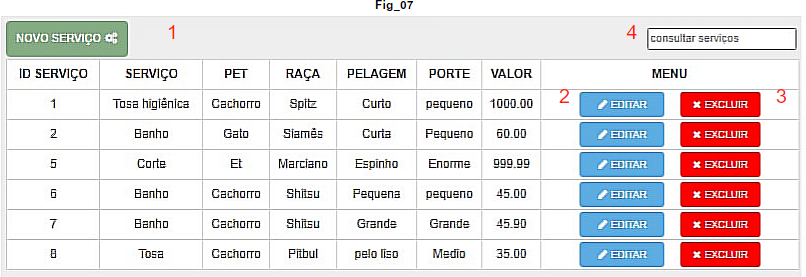 Fig_07
NOVO SERVIÇO 1 4 consultar serviços
ID SERVIÇO SERVIÇO PET RAÇA PELAGEM PORTE VALOR MENU
1 Tosa higiênica Cachorro Spitz Curto pequeno 1000.00 2 EDITAR EXCLUIR 3
2 Banho Gato Siamês Curta Pequeno 60.00 EDITAR EXCLUIR
5 Corte Et Marciano Espinho Enorme 999.99 EDITAR EXCLUIR
6 Banho Cachorro Shitsu Pequena pequeno 45.00 EDITAR EXCLUIR
7 Banho Cachorro Shitsu Grande Grande 45.90 EDITAR EXCLUIR
8 Tosa Cachorro Pitbul pelo liso Medio 35.00 EDITAR EXCLUIR